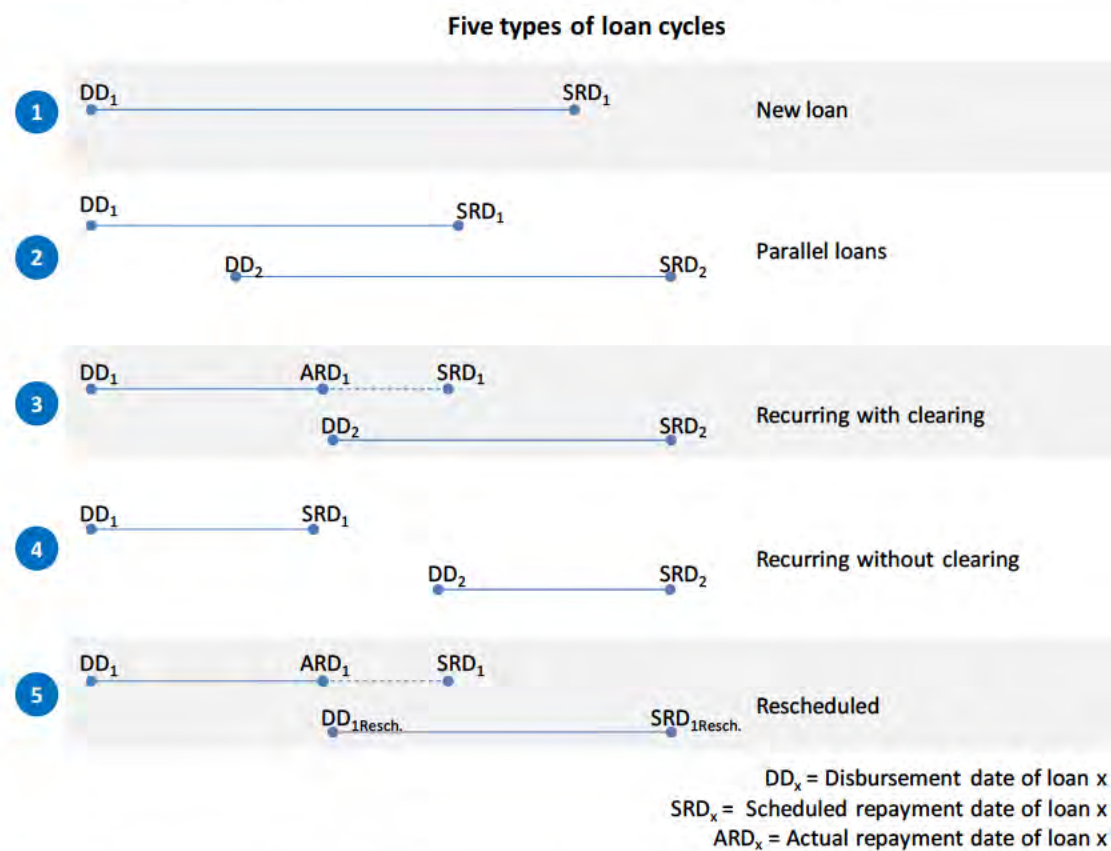 Five types of loan cycles
1
DD₁ SRD₁
New loan
DD₁ SRD₁
2
DD₂ SRD₂
Parallel loans
DD₁ ARD₁ SRD₁
3
DD₂ SRD₂
Recurring with clearing
DD₁ SRD₁
4
DD₂ SRD₂
Recurring without clearing
DD₁ ARD₁ SRD₁
5
DD₁Resch. SRD₁Resch.
Rescheduled
DDₓ = Disbursement date of loan x
SRDₓ = Scheduled repayment date of loan x
ARDₓ = Actual repayment date of loan x